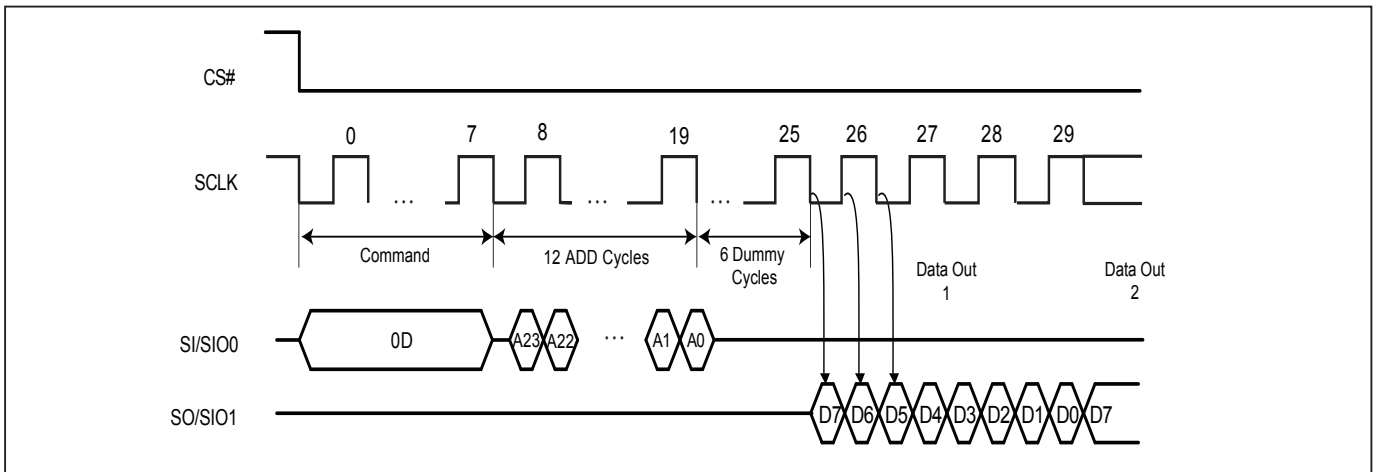 CS#
0 7 8 19 25 26 27 28 29
SCLK
... ... ...
Command
12 ADD Cycles
6 Dummy
Cycles
Data Out
1
Data Out
2
SI/SIO0
0D A23 A22 ... A1 A0
SO/SIO1
D7 D6 D5 D4 D3 D2 D1 D0 D7